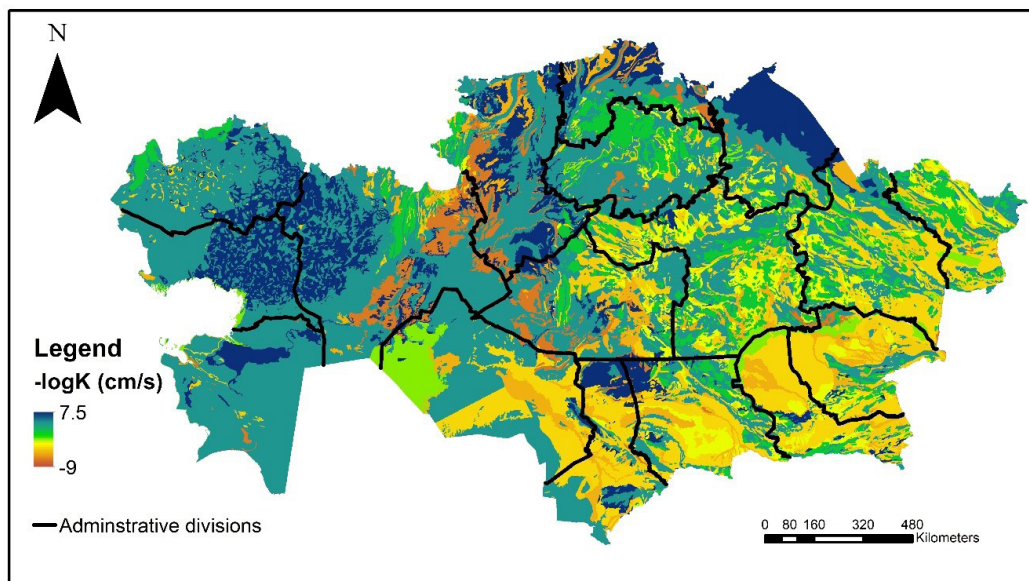 N
Legend
-logK (cm/s)
7.5
-9
Adminstrative divisions
0 80 160 320 480
Kilometers